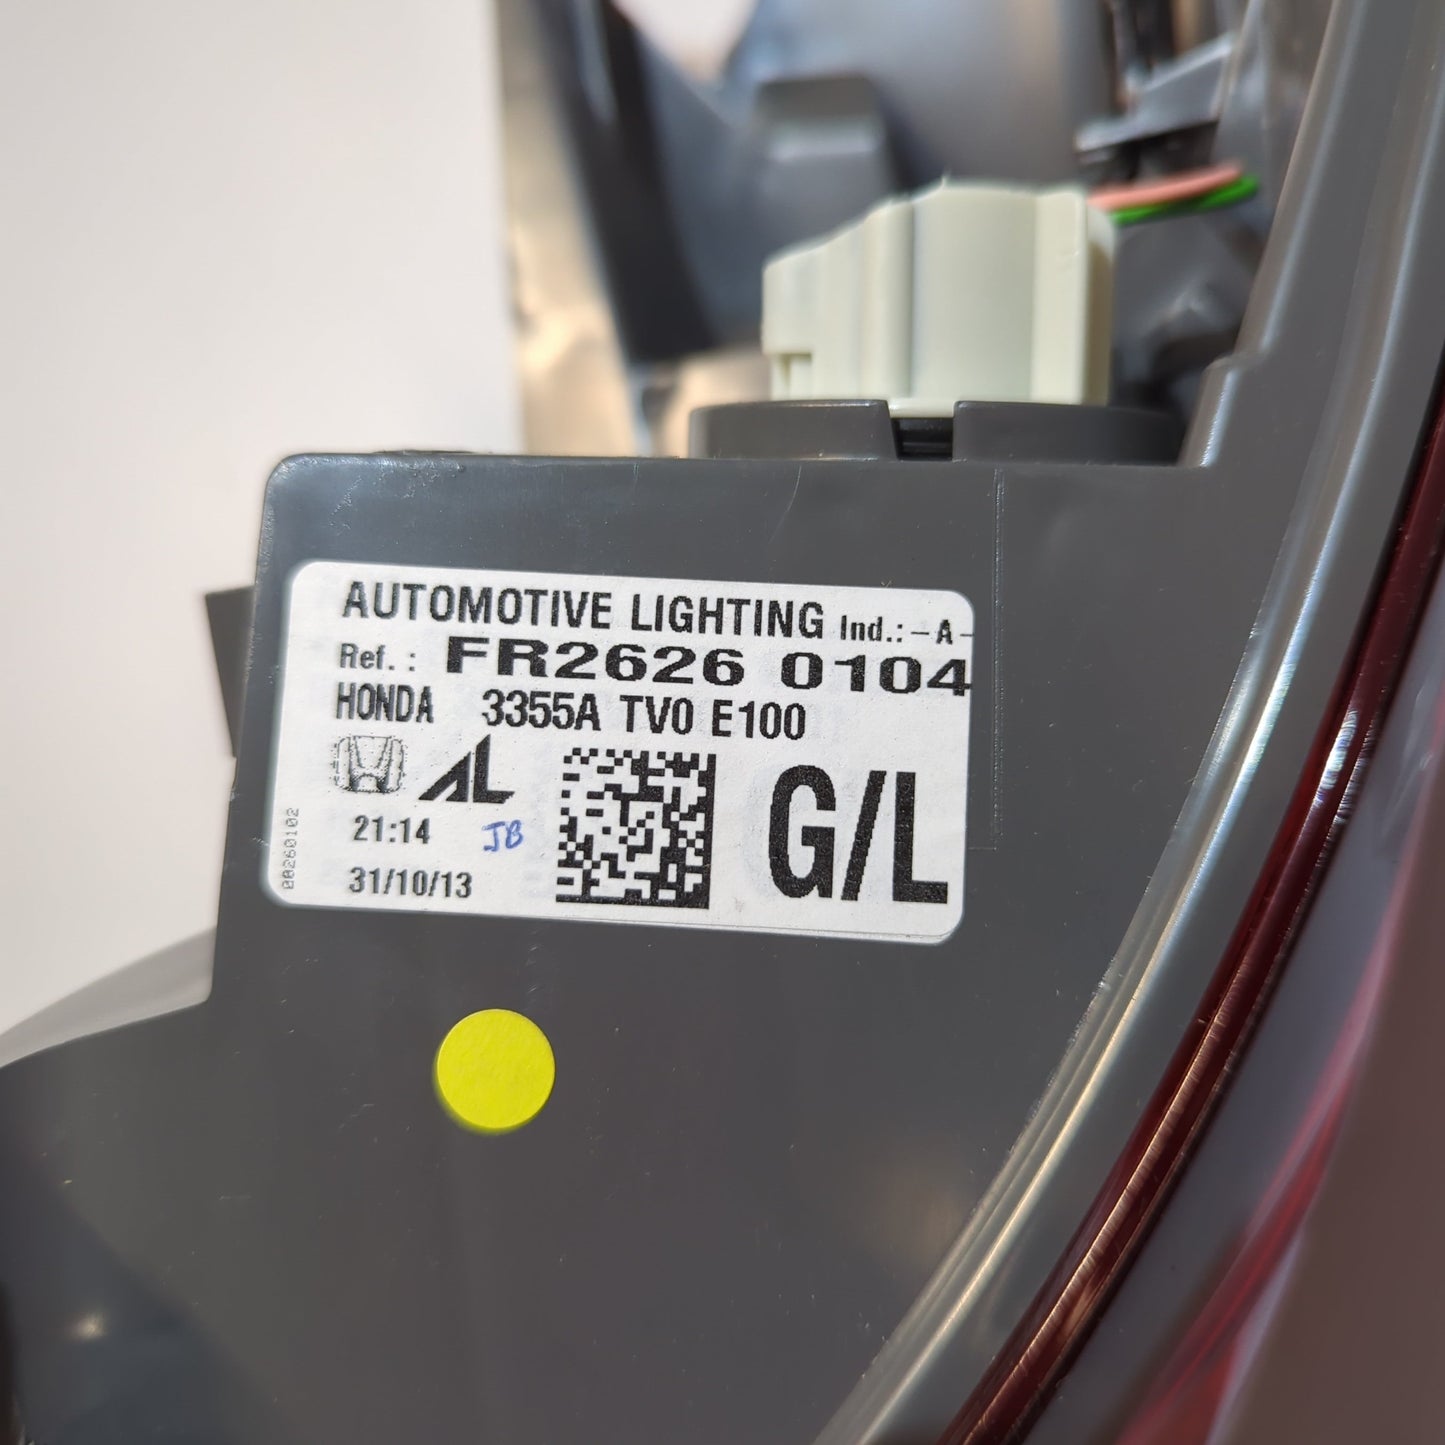 AUTOMOTIVE LIGHTING Ind.: -A-
Ref. : FR2626 0104
HONDA 3355A TV0 E100
AL
21:14 JB
31/10/13
G/L
00260102